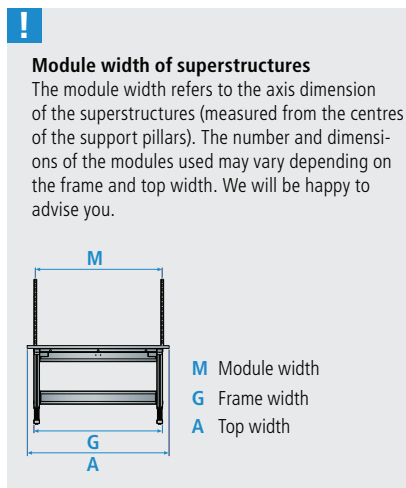 !
Module width of superstructures
The module width refers to the axis dimension
of the superstructures (measured from the centres
of the support pillars). The number and dimensi-
ons of the modules used may vary depending on
the frame and top width. We will be happy to
advise you.
M
M Module width
G Frame width
A Top width
G
A